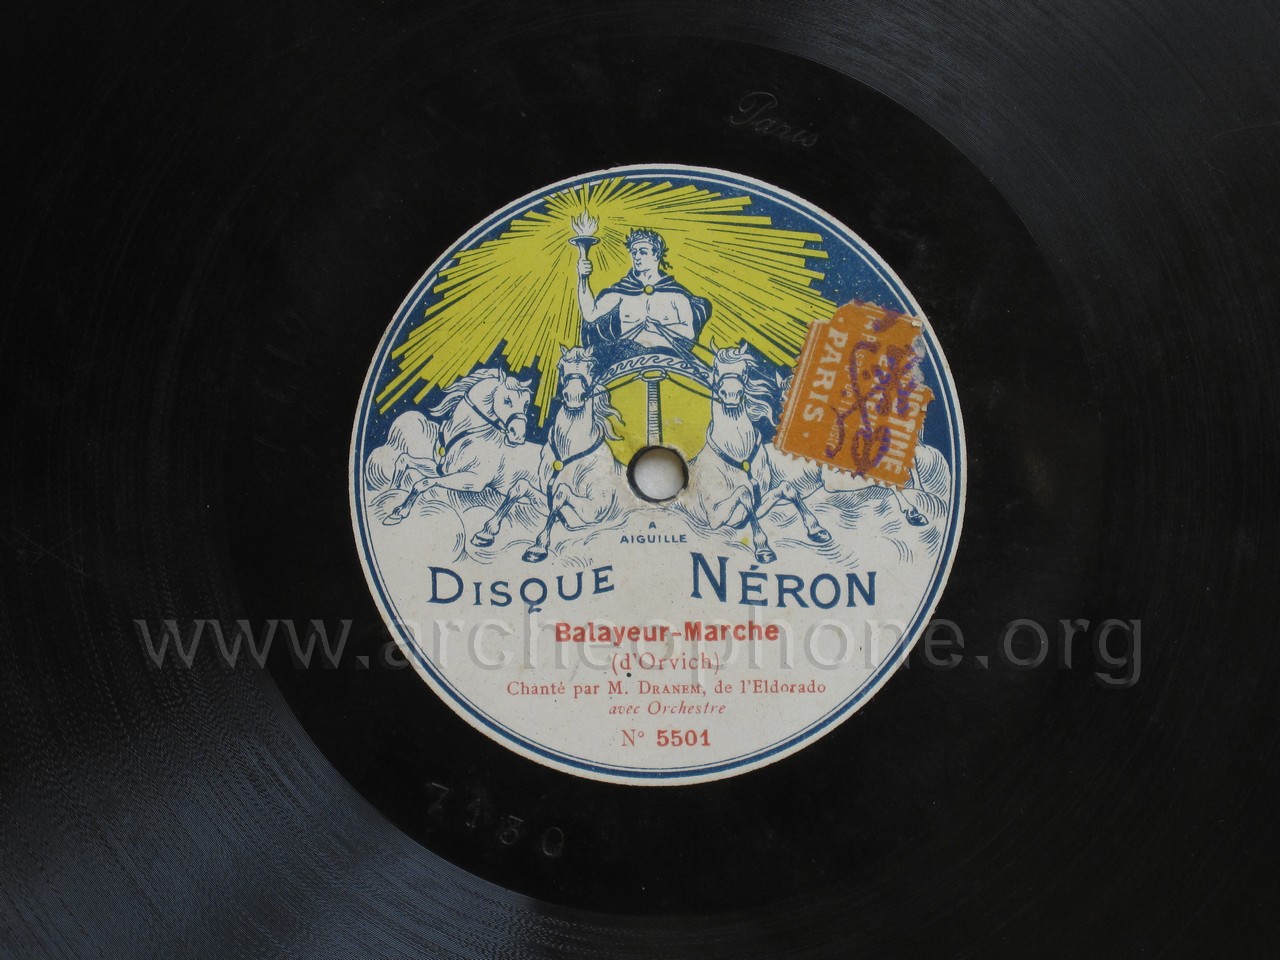 Paris
A
AIGUILLE
DISQUE NÉRON
Balayeur-Marche
www.archeophone.org
(d'Orvich)
Chanté par M. DRANEM, de l'Eldorado
avec Orchestre
N° 5501
PARIS.
7130